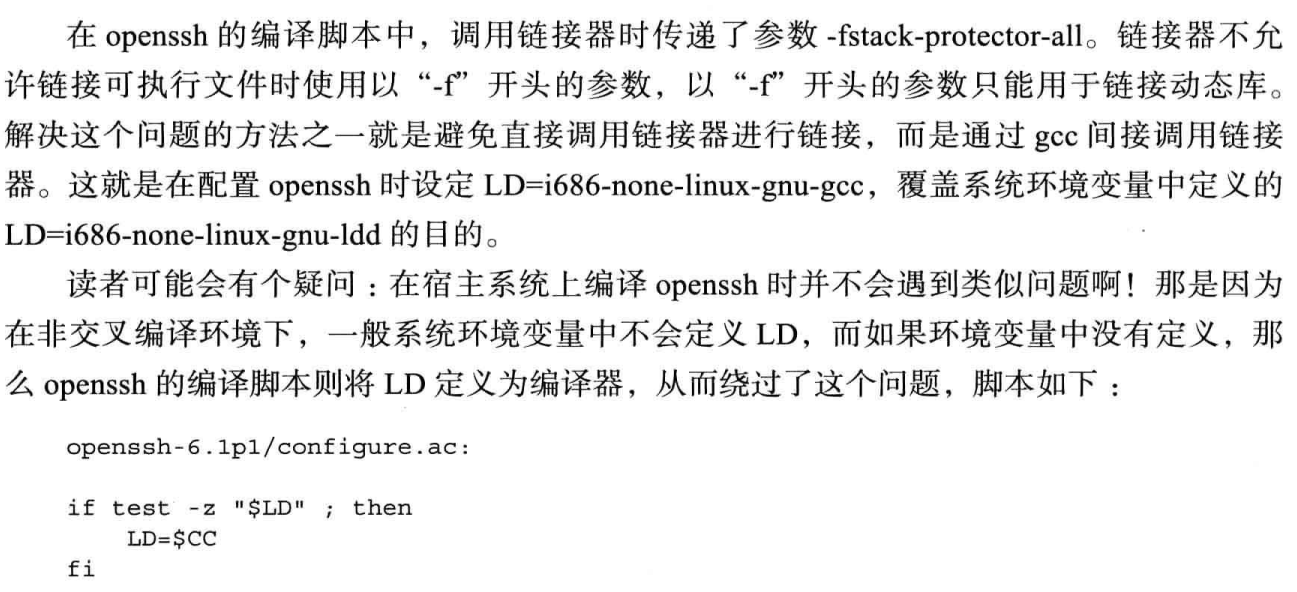 在 openssh 的编译脚本中，调用链接器时传递了参数 -fstack-protector-all。链接器不允
许链接可执行文件时使用以“-f”开头的参数，以“-f”开头的参数只能用于链接动态库。
解决这个问题的方法之一就是避免直接调用链接器进行链接，而是通过 gcc 间接调用链接
器。这就是在配置 openssh 时设定 LD=i686-none-linux-gnu-gcc，覆盖系统环境变量中定义的
LD=i686-none-linux-gnu-ldd 的目的。
读者可能会有个疑问：在宿主系统上编译 openssh 时并不会遇到类似问题啊！那是因为
在非交叉编译环境下，一般系统环境变量中不会定义 LD，而如果环境变量中没有定义，那
么 openssh 的编译脚本则将 LD 定义为编译器，从而绕过了这个问题，脚本如下：
openssh-6.1p1/configure.ac:
if test -z "$LD" ; then
    LD=$CC
fi